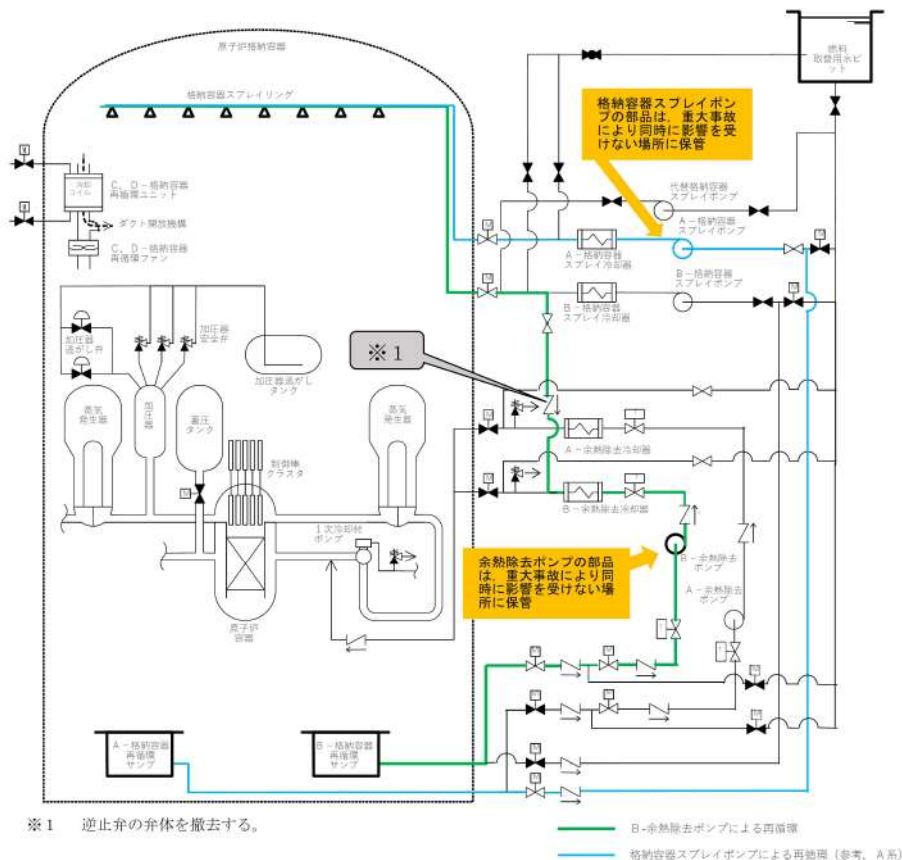 原子炉格納容器
格納容器スプレイリング
燃料
取替用水ピ
ット
格納容器スプレイポン
プの部品は，重大事故
により同時に影響を受
けない場所に保管
冷却
コイル
C，D－格納容器
再循環ユニット
ダクト開放機構
C，D－格納容器
再循環ファン
代替格納容器
スプレイポンプ
A－格納容器
スプレイポンプ
A－格納容器
スプレイ冷却器
B－格納容器
スプレイポンプ
B－格納容器
スプレイ冷却器
加圧器
逃がし弁
加圧器
安全弁
加圧器逃がし
タンク
※1
蒸気
発生器
加
圧
器
蓄圧
タンク
蒸気
発生器
制御棒
クラスタ
A－余熱除去冷却器
B－余熱除去冷却器
1次冷却材
ポンプ
原子炉
容器
余熱除去ポンプの部品
は，重大事故により同
時に影響を受けない場
所に保管
B－余熱除去
ポンプ
A－余熱除去
ポンプ
A－格納容器
再循環
サンプ
B－格納容器
再循環
サンプ
※1　逆止弁の弁体を撤去する。
B－余熱除去ポンプによる再循環
格納容器スプレイポンプによる再循環（参考，A系）